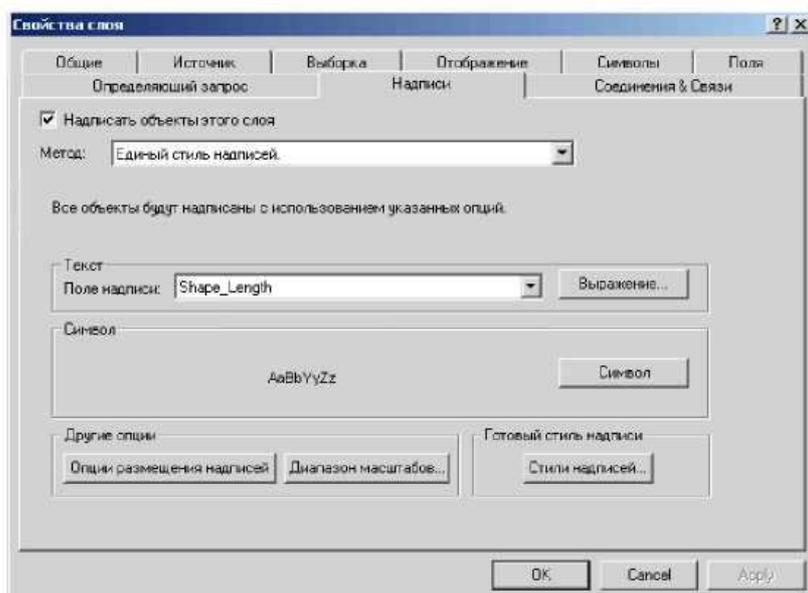 Свойства слоя
Общие Источник Выборка Отображение Символы Поля
Определяющий запрос Надписи Соединения & Связи
Надписать объекты этого слоя
Метод: Единый стиль надписей.
Все объекты будут надписаны с использованием указанных опций.
Текст
Поле надписи: Shape_Length Выражение...
Символ
AaBbYyZz Символ
Другие опции Готовый стиль надписи
Опции размещения надписей Диапазон масштабов... Стили надписей...
OK Cancel Apply